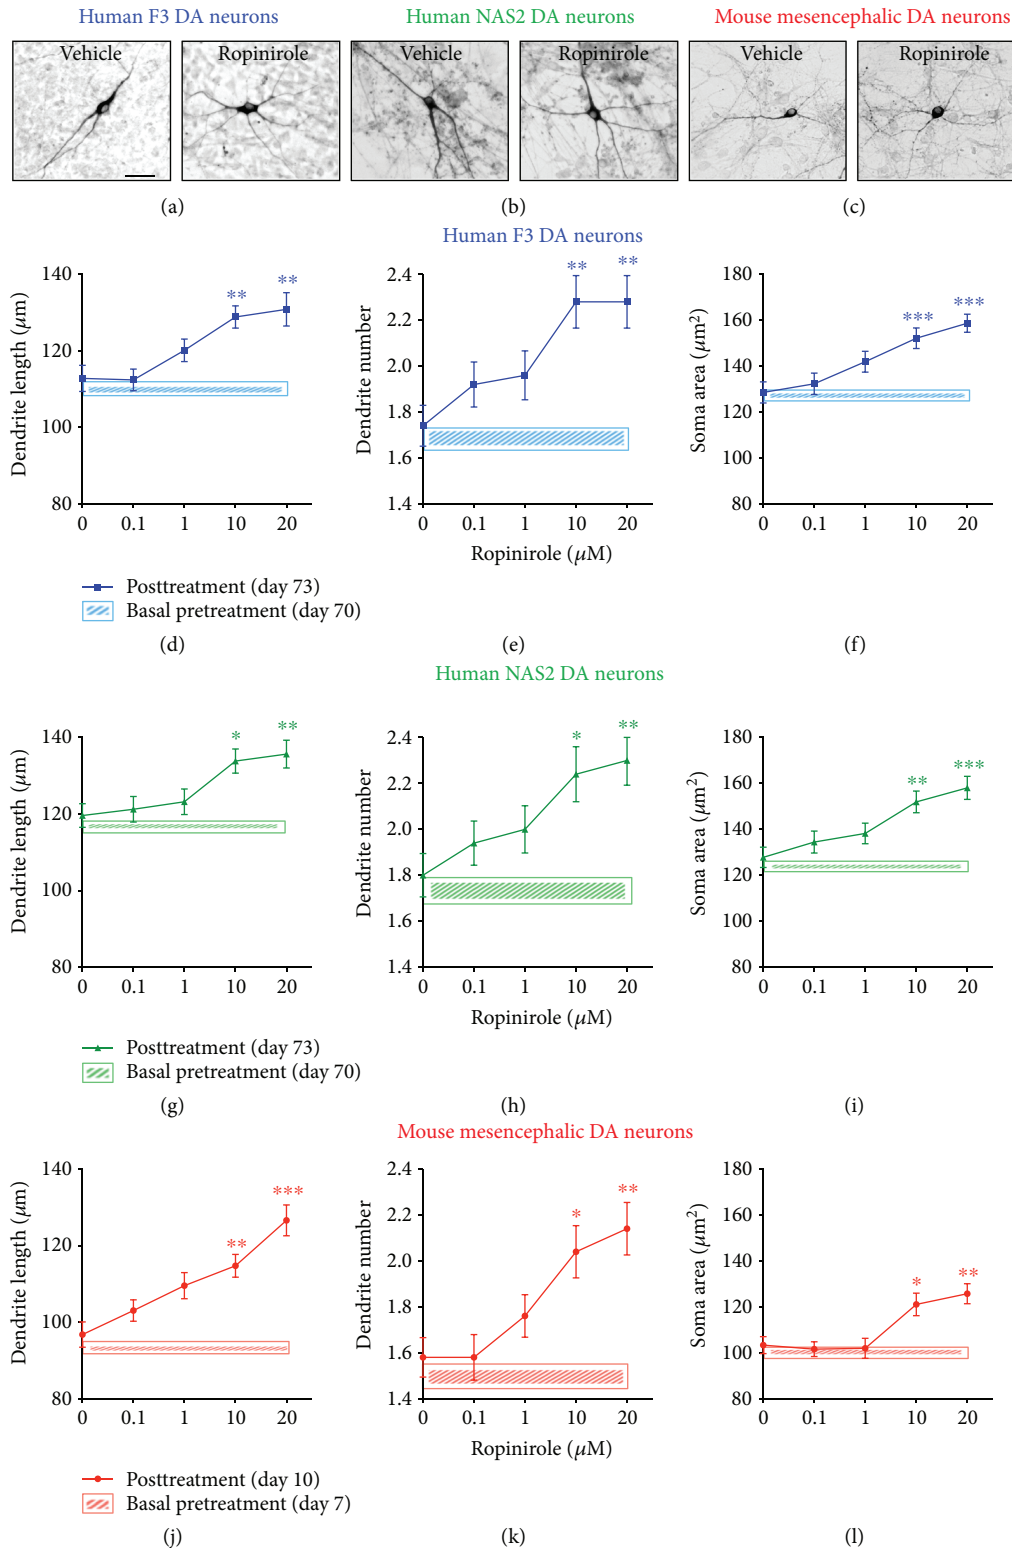 Human F3 DA neurons
Human NAS2 DA neurons
Mouse mesencephalic DA neurons
Vehicle
Ropinirole
Vehicle
Ropinirole
Vehicle
Ropinirole
(a)
(b)
(c)
Human F3 DA neurons
Dendrite length (μm)
140
120
100
80
** **
0 0.1 1 10 20
Dendrite number
2.4
2.2
2.0
1.8
1.6
1.4
** **
0 0.1 1 10 20
Ropinirole (μM)
Soma area (μm²)
180
160
140
120
100
80
*** ***
0 0.1 1 10 20
Posttreatment (day 73)
Basal pretreatment (day 70)
(d)
(e)
(f)
Human NAS2 DA neurons
Dendrite length (μm)
140
120
100
80
* **
0 0.1 1 10 20
Dendrite number
2.4
2.2
2.0
1.8
1.6
1.4
* **
0 0.1 1 10 20
Ropinirole (μM)
Soma area (μm²)
180
160
140
120
100
80
** ***
0 0.1 1 10 20
Posttreatment (day 73)
Basal pretreatment (day 70)
(g)
(h)
(i)
Mouse mesencephalic DA neurons
Dendrite length (μm)
140
120
100
80
** ***
0 0.1 1 10 20
Dendrite number
2.4
2.2
2.0
1.8
1.6
1.4
* **
0 0.1 1 10 20
Ropinirole (μM)
Soma area (μm²)
180
160
140
120
100
80
* **
0 0.1 1 10 20
Posttreatment (day 10)
Basal pretreatment (day 7)
(j)
(k)
(l)